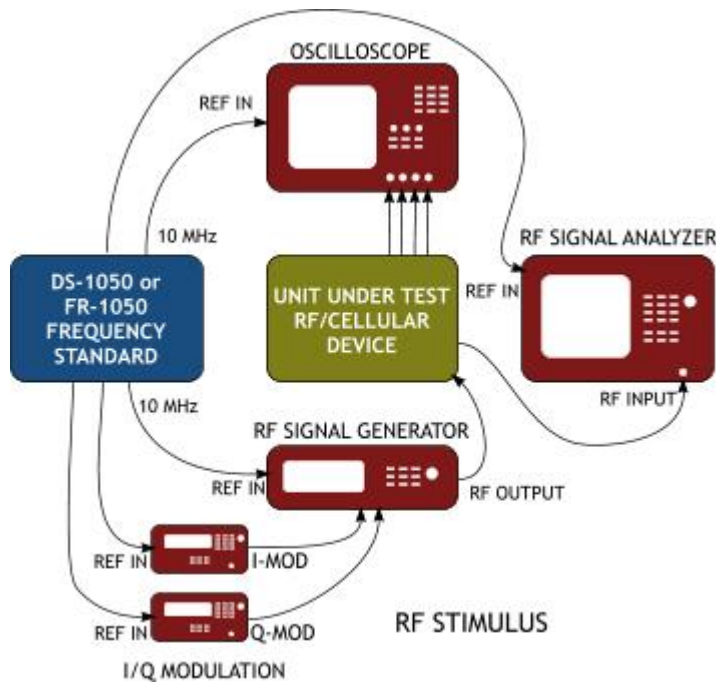 OSCILLOSCOPE
REF IN
10 MHz
RF SIGNAL ANALYZER
REF IN
DS-1050 or
FR-1050
FREQUENCY
STANDARD
UNIT UNDER TEST
RF/CELLULAR
DEVICE
RF INPUT
10 MHz
RF SIGNAL GENERATOR
REF IN
RF OUTPUT
REF IN
I-MOD
REF IN
Q-MOD
RF STIMULUS
I/Q MODULATION